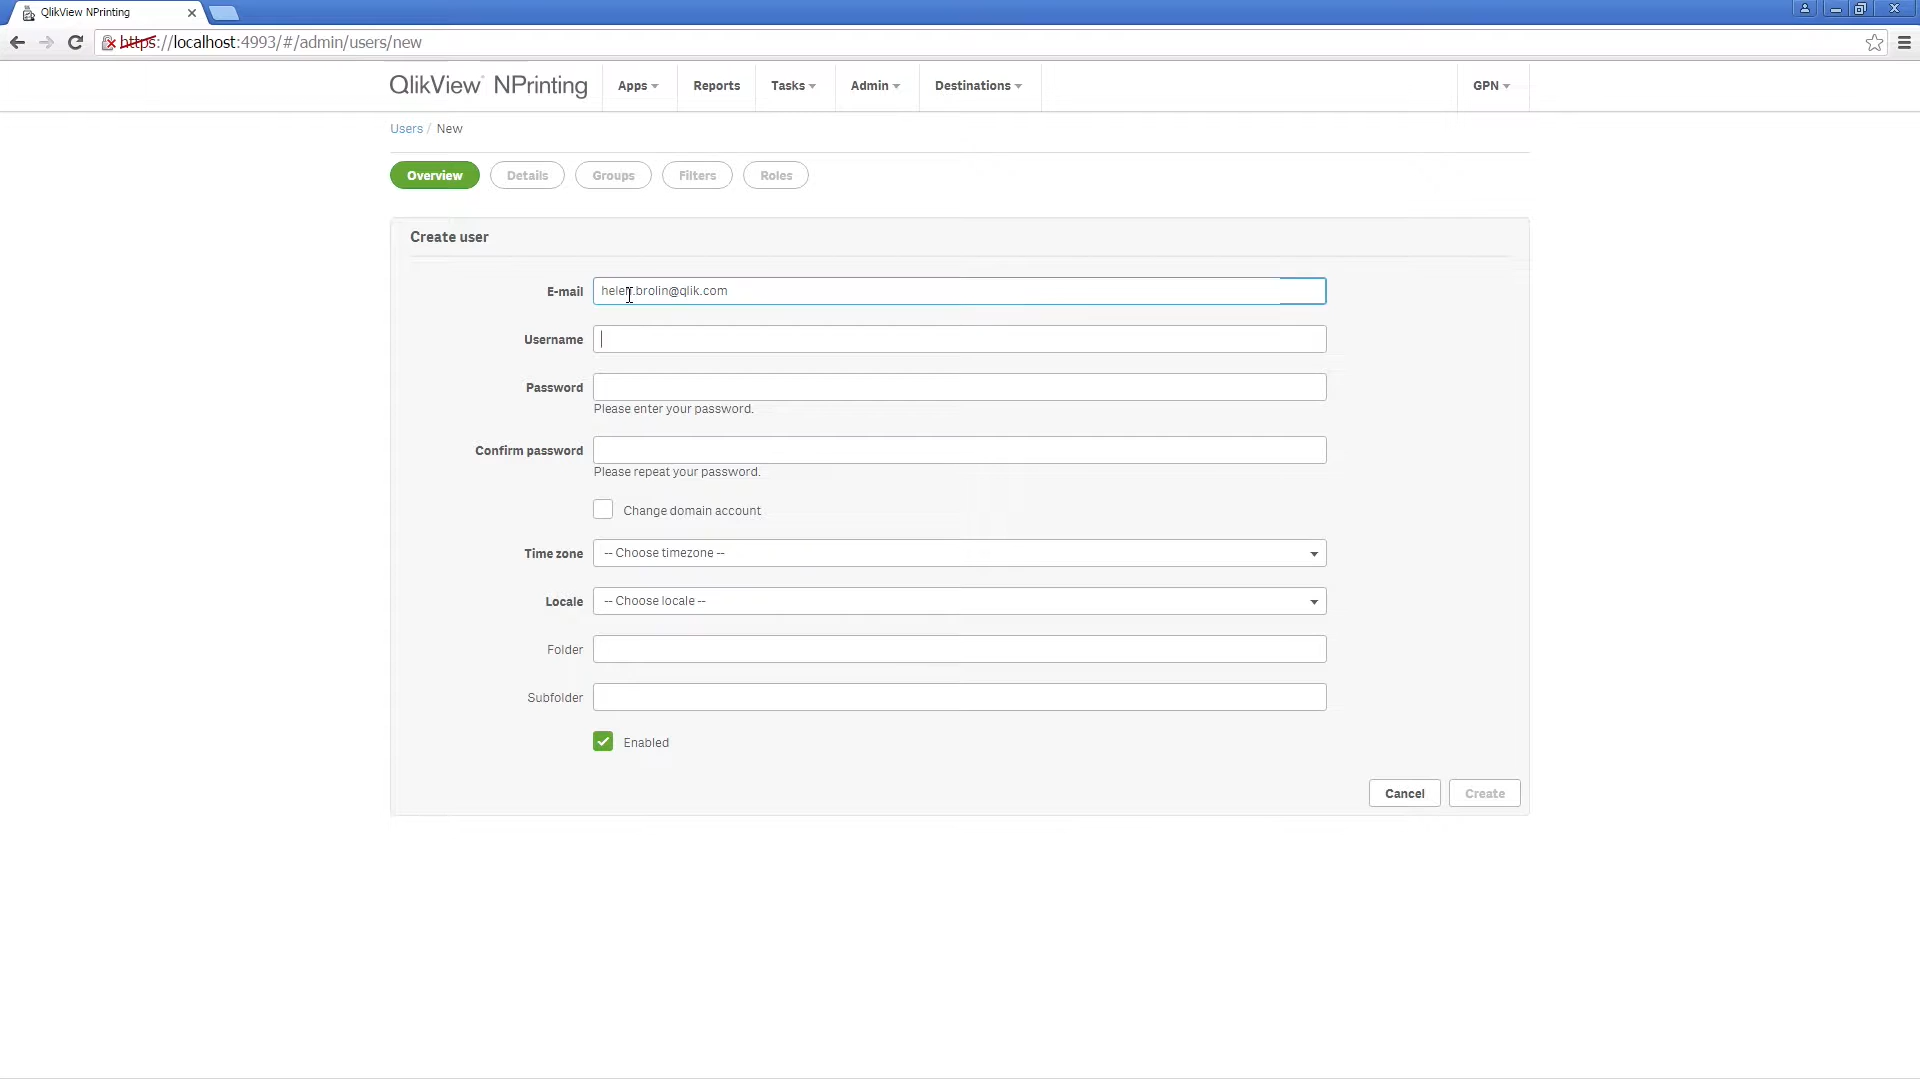 QlikView NPrinting
https://localhost:4993/#/admin/users/new
QlikView NPrinting Apps Reports Tasks Admin Destinations GPN
Users / New
Overview Details Groups Filters Roles
Create user
E-mail helen.brolin@qlik.com
Username
Password
Please enter your password.
Confirm password
Please repeat your password.
Change domain account
Time zone -- Choose timezone --
Locale -- Choose locale --
Folder
Subfolder
Enabled
Cancel Create